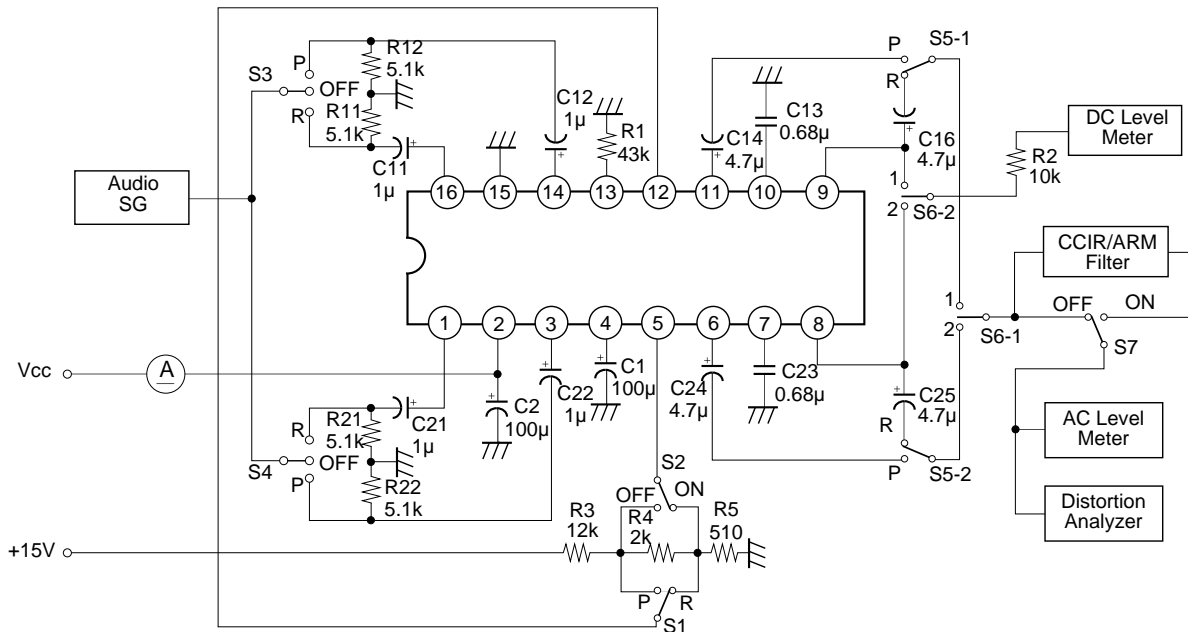 P
R12
5.1k
S3
OFF
R
R11
5.1k
C11
1µ
C12
1µ
R1
43k
C14
4.7µ
C13
0.68µ
P
S5-1
R
C16
4.7µ
DC Level
Meter
R2
10k
1
2
S6-2
Audio
SG
16
15
14
13
12
11
10
9
CCIR/ARM
Filter
1
2
S6-1
OFF
ON
S7
1
2
3
4
5
6
7
8
Vcc
A
R21
5.1k
R
S4
OFF
P
R22
5.1k
C21
1µ
C2
100µ
C22
1µ
C1
100µ
C24
4.7µ
C23
0.68µ
C25
4.7µ
R
P
S5-2
AC Level
Meter
Distortion
Analyzer
S2
OFF
ON
+15V
R3
12k
R4
2k
R5
510
P
R
S1
+
+
+
+
+
+
+
+
+
+
+